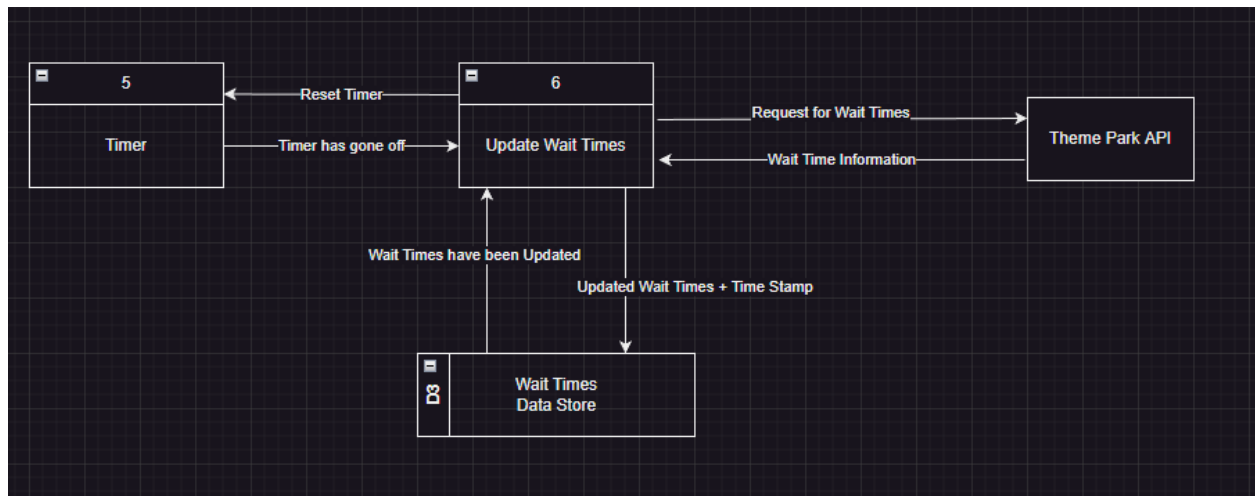 5
6
Reset Timer
Request for Wait Times
Timer
Timer has gone off
Update Wait Times
Theme Park API
Wait Time Information
Wait Times have been Updated
Updated Wait Times + Time Stamp
D3
Wait Times
Data Store